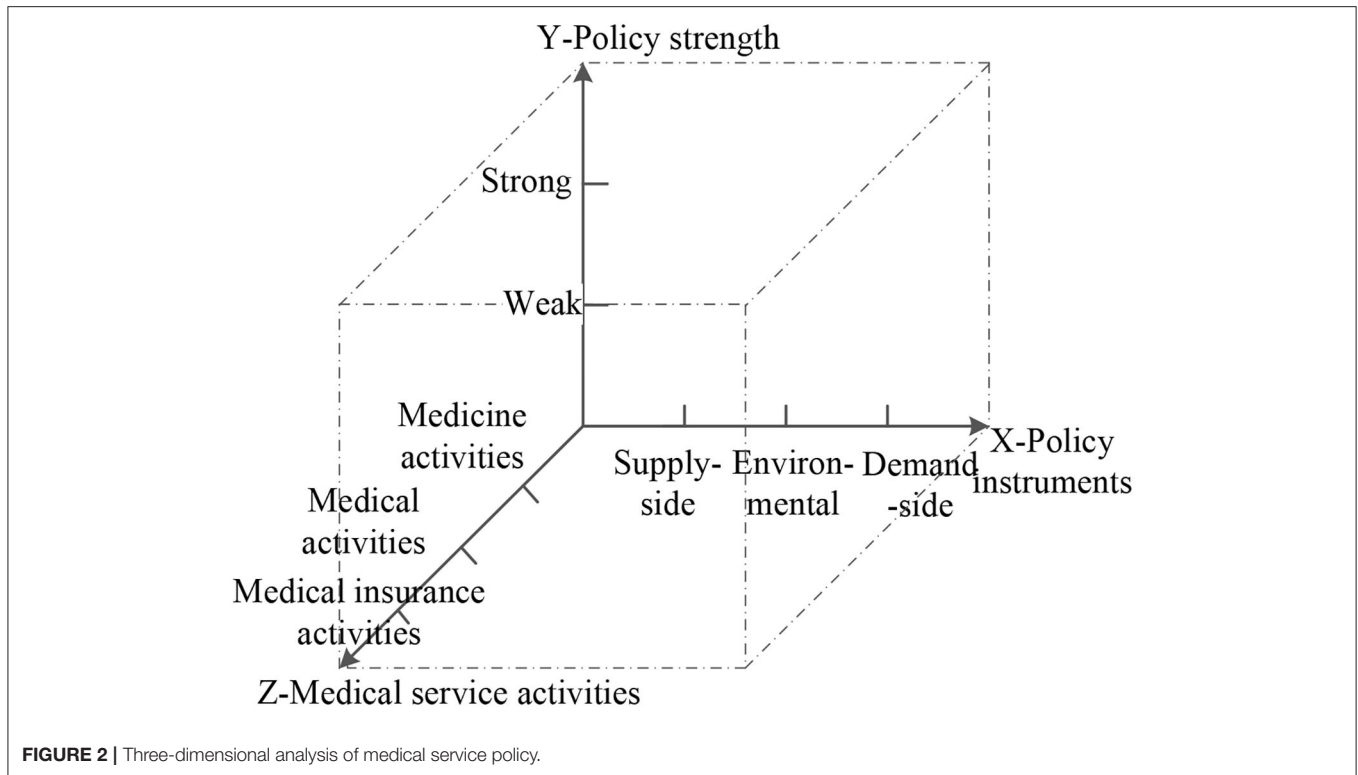 Y-Policy strength
Strong
Weak
Medicine
activities
Medical
activities
Medical insurance
activities
Z-Medical service activities
Supply-
side
Environ-
mental
Demand
-side
X-Policy
instruments
FIGURE 2 | Three-dimensional analysis of medical service policy.